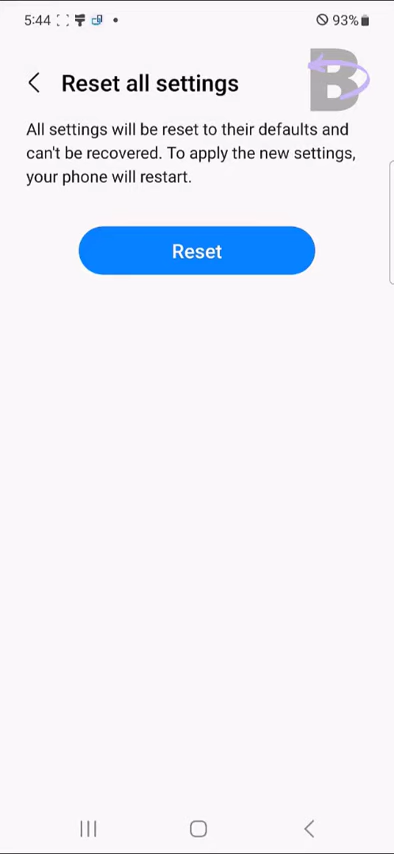 5:44 93%
Reset all settings
B
All settings will be reset to their defaults and
can't be recovered. To apply the new settings,
your phone will restart.
Reset